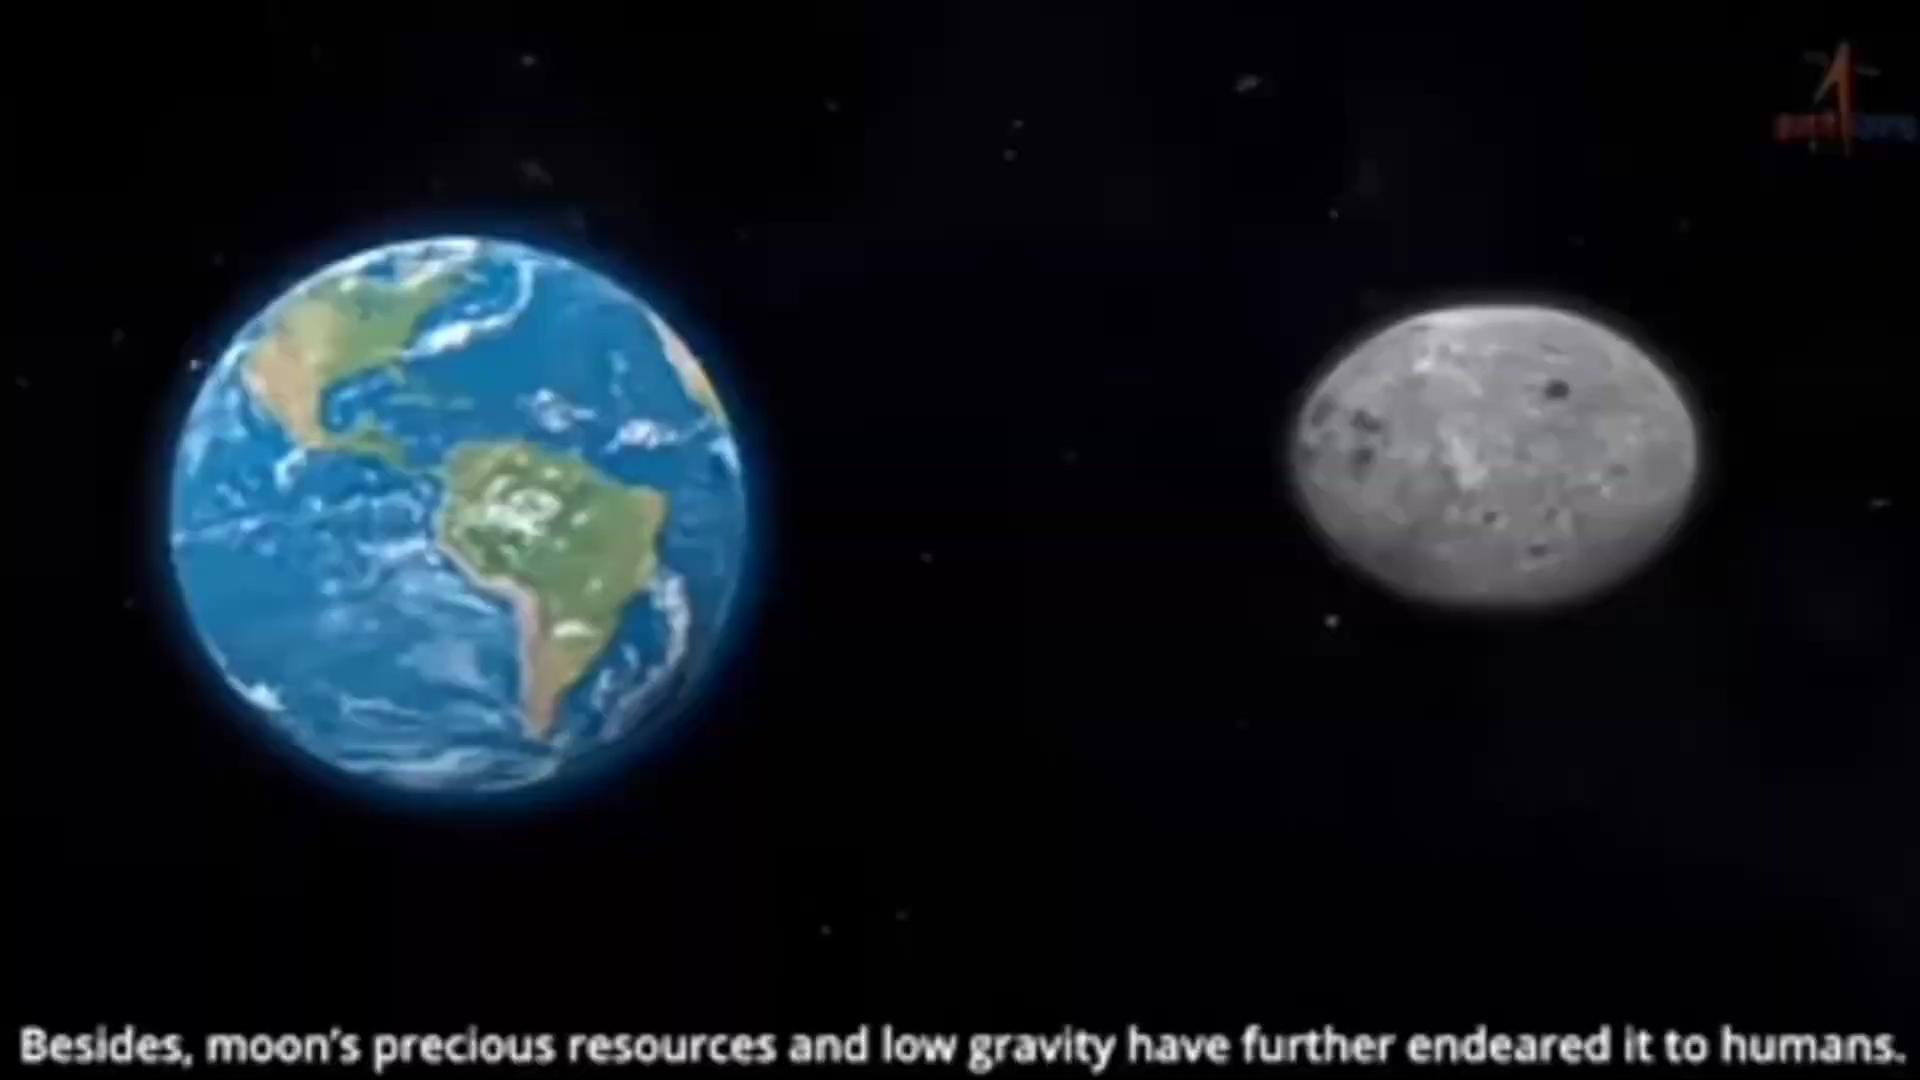 Besides, moon's precious resources and low gravity have further endeared it to humans.